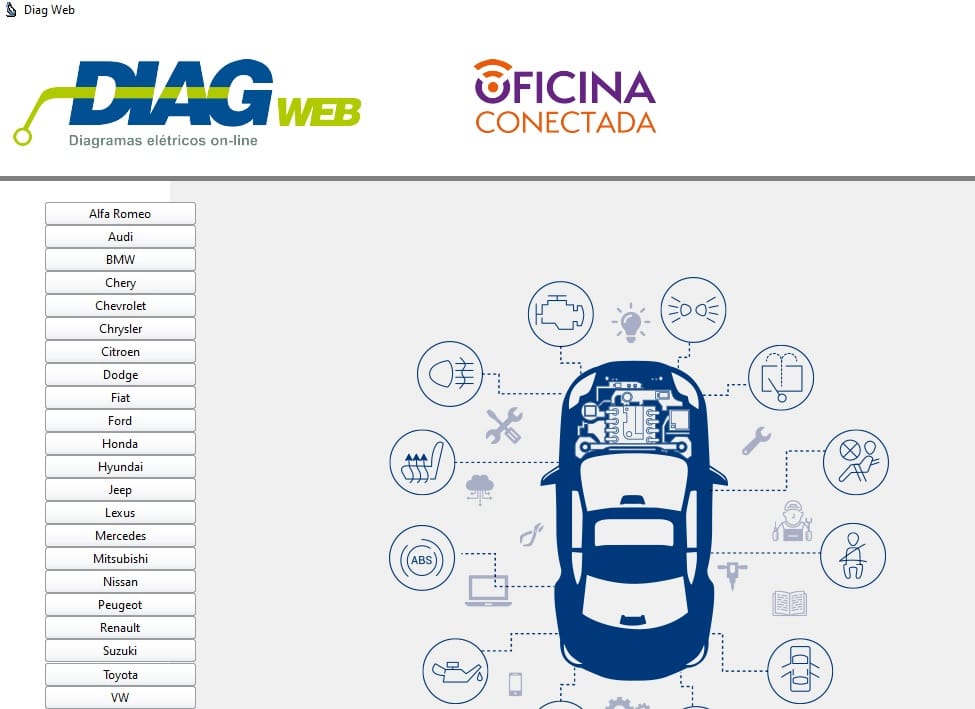 Diag Web
DIAG WEB
Diagramas elétricos on-line
OFICINA
CONECTADA
Alfa Romeo
Audi
BMW
Chery
Chevrolet
Chrysler
Citroen
Dodge
Fiat
Ford
Honda
Hyundai
Jeep
Lexus
Mercedes
Mitsubishi
Nissan
Peugeot
Renault
Suzuki
Toyota
VW
ABS